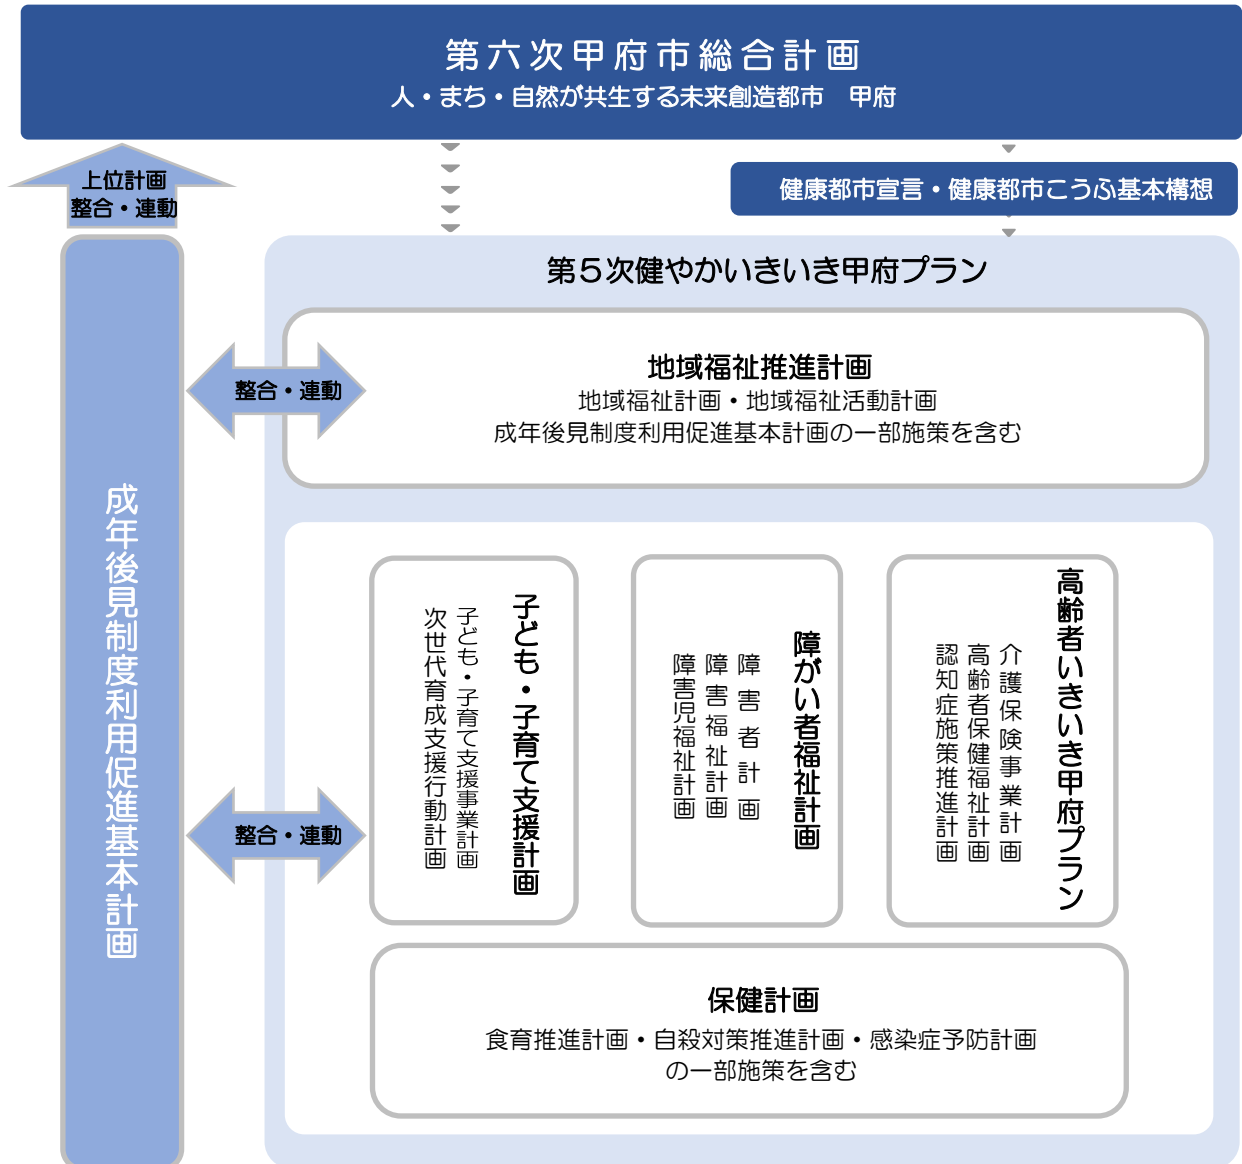 第六次甲府市総合計画
人・まち・自然が共生する未来創造都市　甲府
上位計画
整合・連動
健康都市宣言・健康都市こうふ基本構想
成年後見制度利用促進基本計画
第５次健やかいきいき甲府プラン
整合・連動
地域福祉推進計画
地域福祉計画・地域福祉活動計画
成年後見制度利用促進基本計画の一部施策を含む
整合・連動
子ども・子育て支援計画
子ども・子育て支援事業計画
次世代育成支援行動計画
障がい者福祉計画
障害者計画
障害福祉計画
障害児福祉計画
高齢者いきいき甲府プラン
介護保険事業計画
高齢者保健福祉計画
認知症施策推進計画
保健計画
食育推進計画・自殺対策推進計画・感染症予防計画
の一部施策を含む